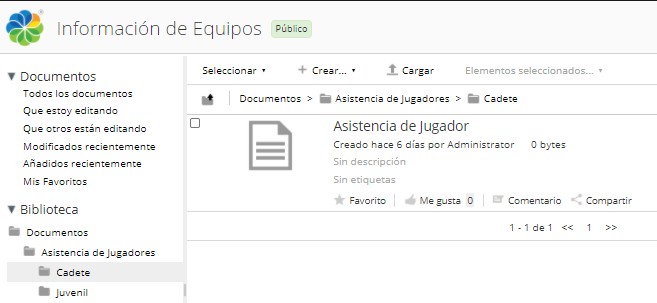 Información de Equipos Público
Seleccionar Crear... Cargar Elementos seleccionados...
Documentos > Asistencia de Jugadores > Cadete
Documentos
Todos los documentos
Que estoy editando
Que otros están editando
Modificados recientemente
Añadidos recientemente
Mis Favoritos
Biblioteca
Documentos
Asistencia de Jugadores
Cadete
Juvenil
Asistencia de Jugador
Creado hace 6 días por Administrator 0 bytes
Sin descripción
Sin etiquetas
Favorito Me gusta 0 Comentario Compartir
1 - 1 de 1 << 1 >>